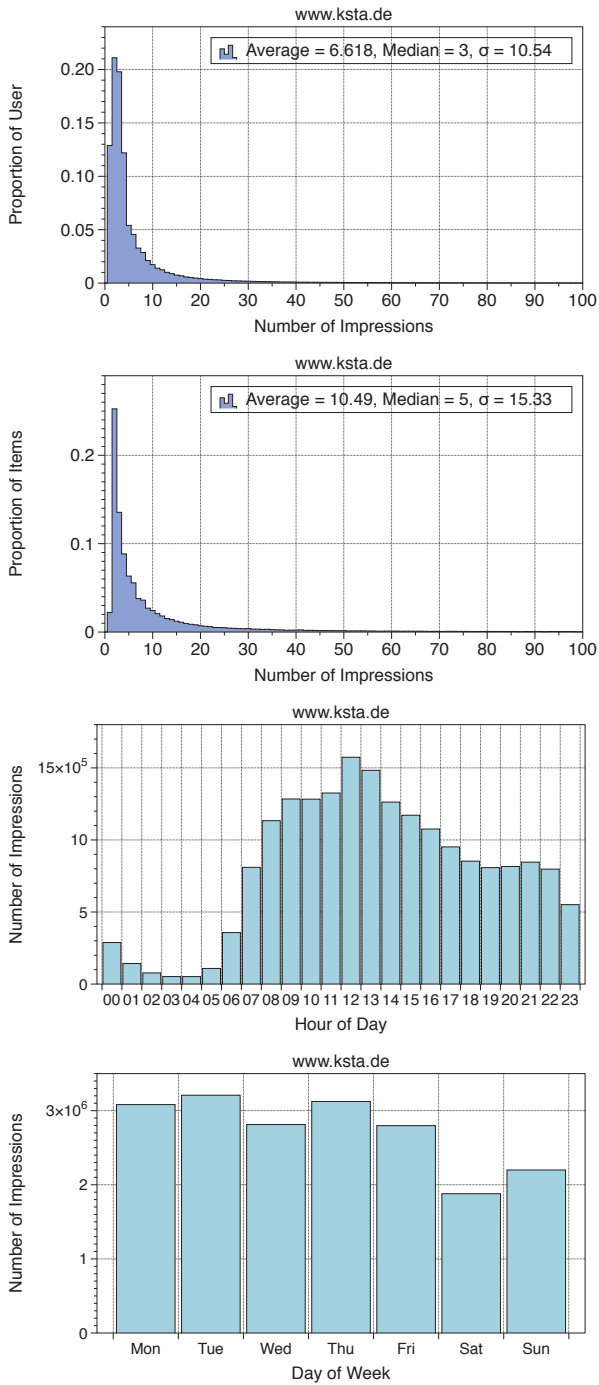 www.ksta.de
Average = 6.618, Median = 3, σ = 10.54
Proportion of User
0.20
0.15
0.10
0.05
0
0 10 20 30 40 50 60 70 80 90 100
Number of Impressions
www.ksta.de
Average = 10.49, Median = 5, σ = 15.33
Proportion of Items
0.2
0.1
0
0 10 20 30 40 50 60 70 80 90 100
Number of Impressions
www.ksta.de
Number of Impressions
15×10⁵
10
5
0
00 01 02 03 04 05 06 07 08 09 10 11 12 13 14 15 16 17 18 19 20 21 22 23
Hour of Day
www.ksta.de
Number of Impressions
3×10⁶
2
1
0
Mon Tue Wed Thu Fri Sat Sun
Day of Week